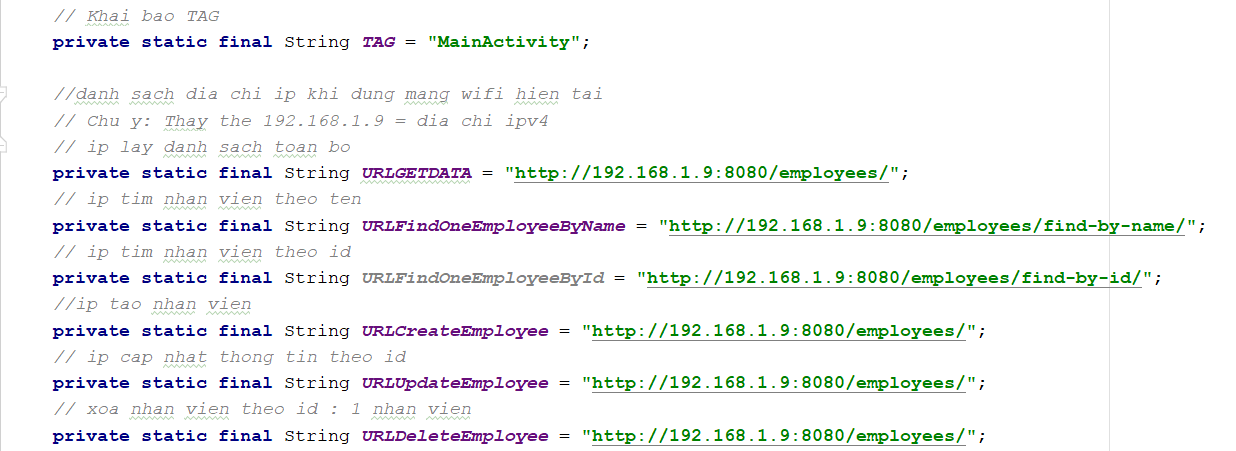 // Khai bao TAG
private static final String TAG = "MainActivity";
//danh sach dia chi ip khi dung mang wifi hien tai
// Chu y: Thay the 192.168.1.9 = dia chi ipv4
// ip lay danh sach toan bo
private static final String URLGETDATA = "http://192.168.1.9:8080/employees/";
// ip tim nhan vien theo ten
private static final String URLFindOneEmployeeByName = "http://192.168.1.9:8080/employees/find-by-name/";
// ip tim nhan vien theo id
private static final String URLFindOneEmployeeById = "http://192.168.1.9:8080/employees/find-by-id/";
//ip tao nhan vien
private static final String URLCreateEmployee = "http://192.168.1.9:8080/employees/";
// ip cap nhat thong tin theo id
private static final String URLUpdateEmployee = "http://192.168.1.9:8080/employees/";
// xoa nhan vien theo id : 1 nhan vien
private static final String URLDeleteEmployee = "http://192.168.1.9:8080/employees/";